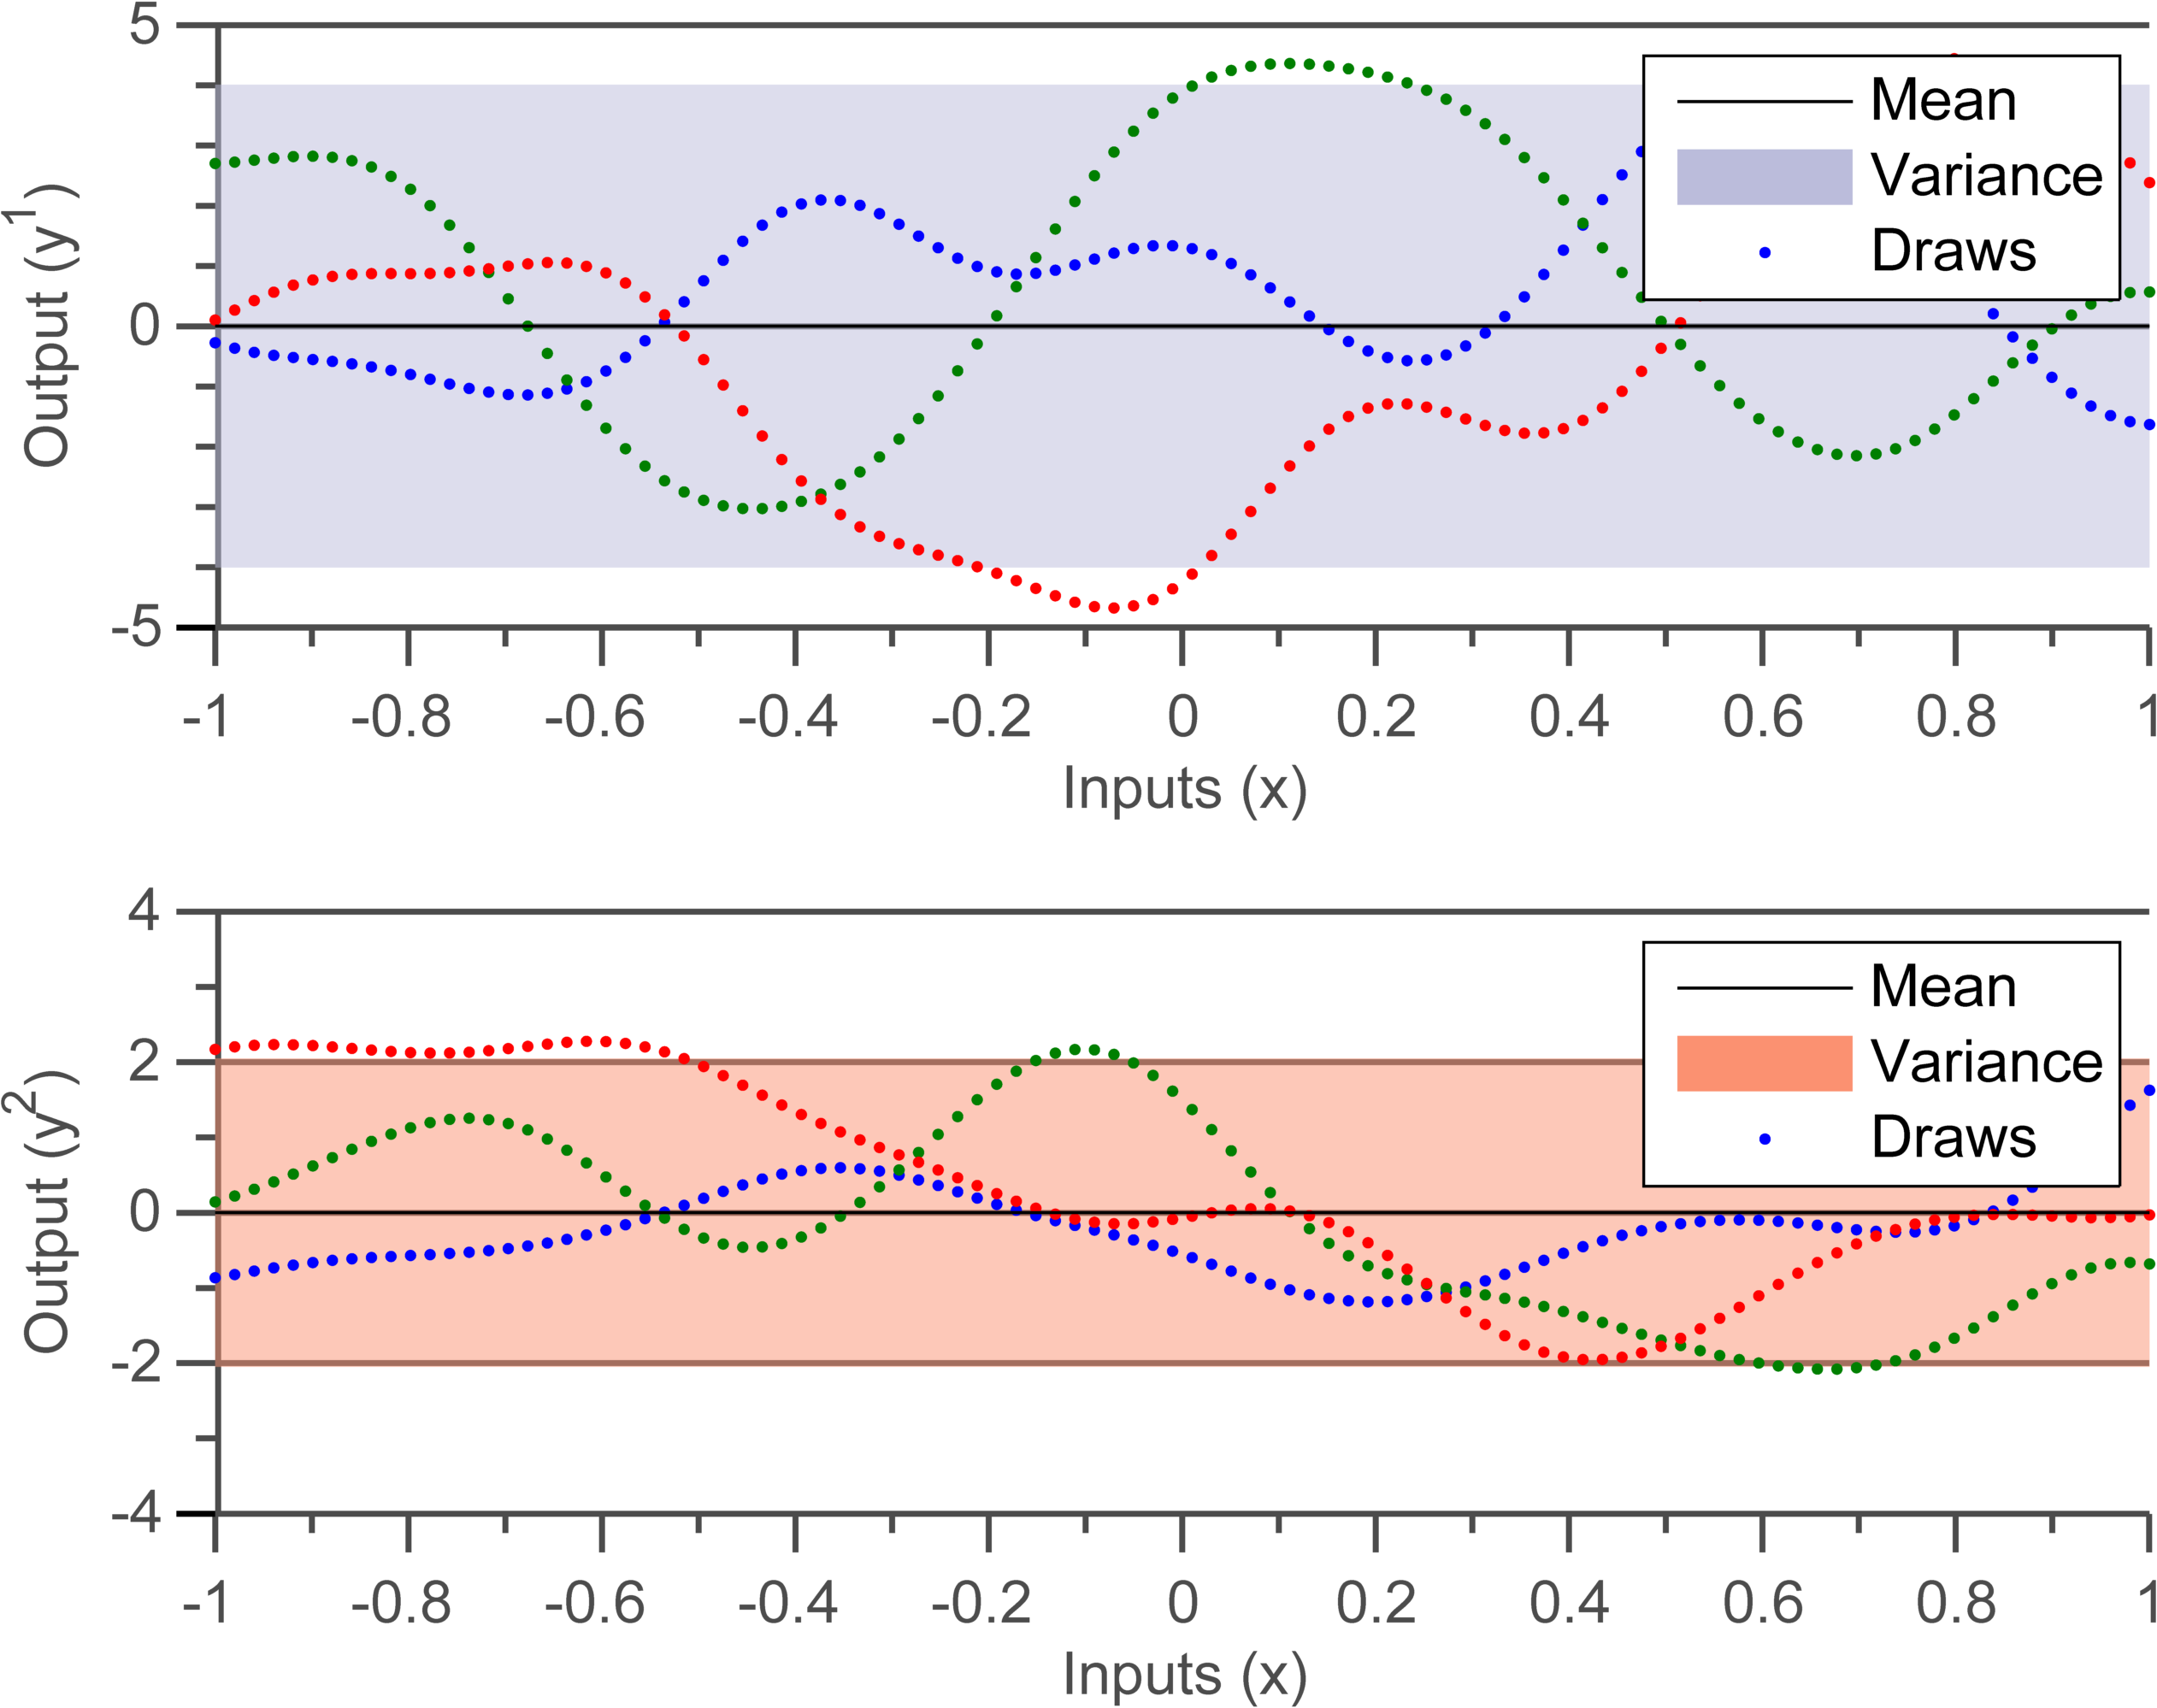 5
0
-5
Output (y1)
Mean
Variance
Draws
-1 -0.8 -0.6 -0.4 -0.2 0 0.2 0.4 0.6 0.8 1
Inputs (x)
4
2
0
-2
-4
Output (y2)
Mean
Variance
Draws
-1 -0.8 -0.6 -0.4 -0.2 0 0.2 0.4 0.6 0.8 1
Inputs (x)